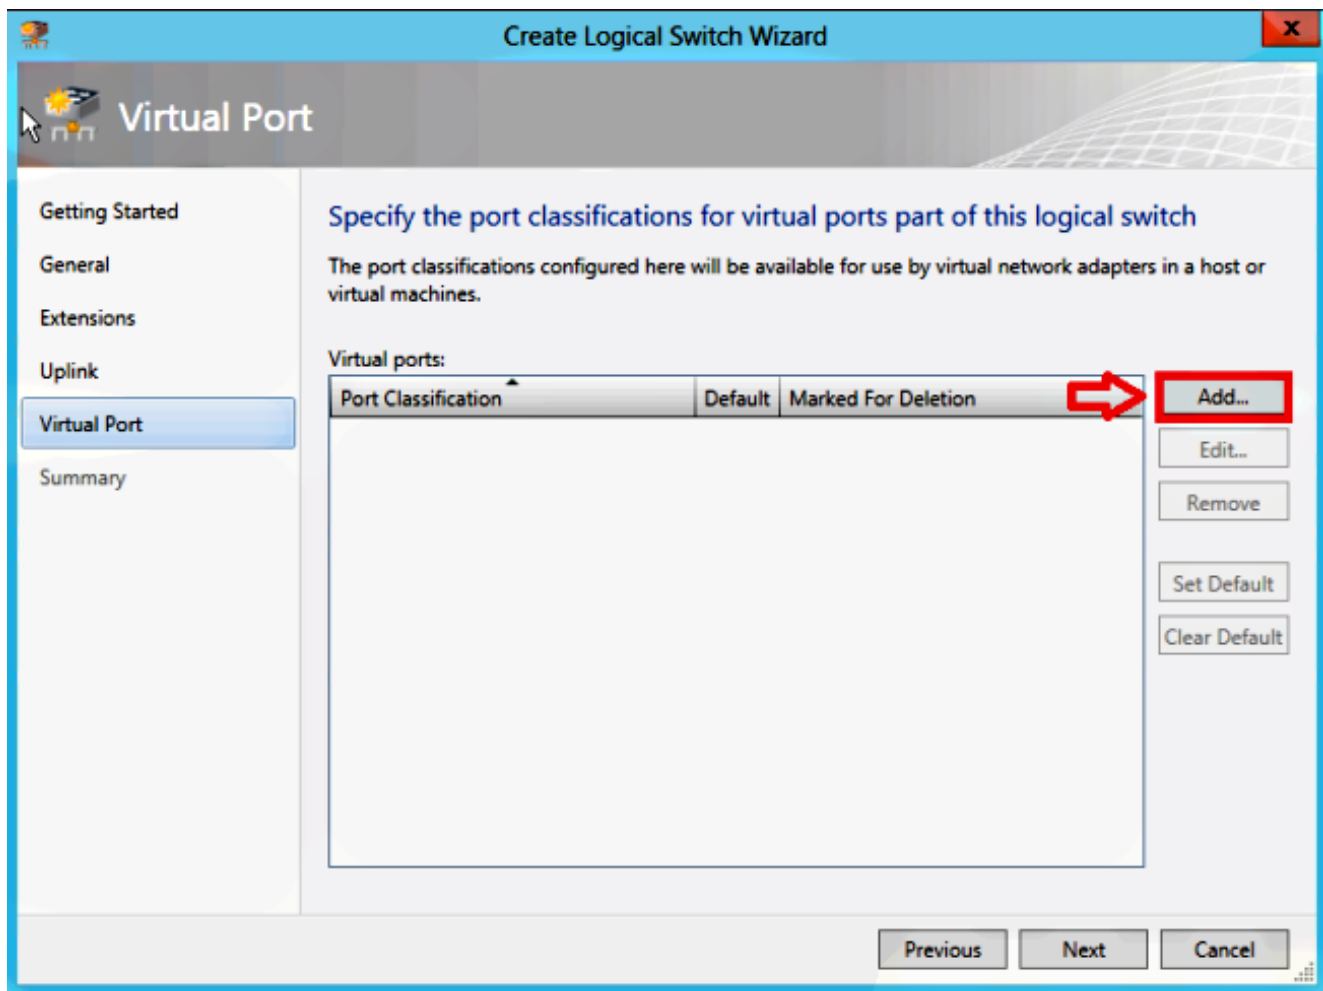 Create Logical Switch Wizard
x
Virtual Port
Getting Started
General
Extensions
Uplink
Virtual Port
Summary
Specify the port classifications for virtual ports part of this logical switch
The port classifications configured here will be available for use by virtual network adapters in a host or
virtual machines.
Virtual ports:
Port Classification Default Marked For Deletion
Add...
Edit...
Remove
Set Default
Clear Default
Previous Next Cancel